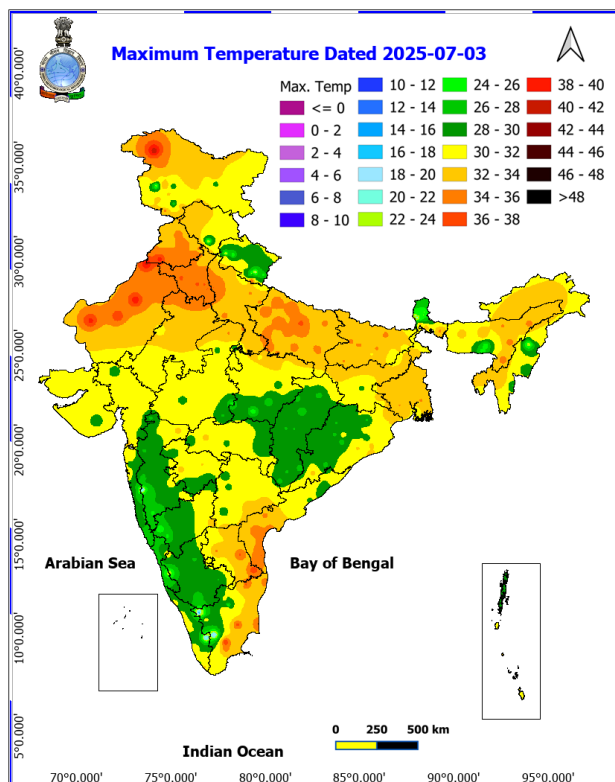 Maximum Temperature Dated 2025-07-03
Max. Temp
<= 0
0 - 2
2 - 4
4 - 6
6 - 8
8 - 10
10 - 12
12 - 14
14 - 16
16 - 18
18 - 20
20 - 22
22 - 24
24 - 26
26 - 28
28 - 30
30 - 32
32 - 34
34 - 36
36 - 38
38 - 40
40 - 42
42 - 44
44 - 46
46 - 48
>48
40°0.000'
35°0.000'
30°0.000'
25°0.000'
20°0.000'
15°0.000'
10°0.000'
5°0.000'
Arabian Sea
Bay of Bengal
0 250 500 km
Indian Ocean
70°0.000' 75°0.000' 80°0.000' 85°0.000' 90°0.000' 95°0.000'